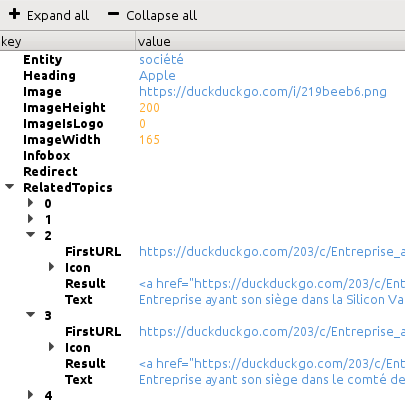 Expand all Collapse all
key value
Entity société
Heading Apple
Image https://duckduckgo.com/i/219beeb6.png
ImageHeight 200
ImageIsLogo 0
ImageWidth 165
Infobox
Redirect
RelatedTopics
0
1
2
FirstURL https://duckduckgo.com/203/c/Entreprise_a
Icon
Result <a href="https://duckduckgo.com/203/c/Ent
Text Entreprise ayant son siège dans la Silicon Va
3
FirstURL https://duckduckgo.com/203/c/Entreprise_a
Icon
Result <a href="https://duckduckgo.com/203/c/Ent
Text Entreprise ayant son siège dans le comté de
4